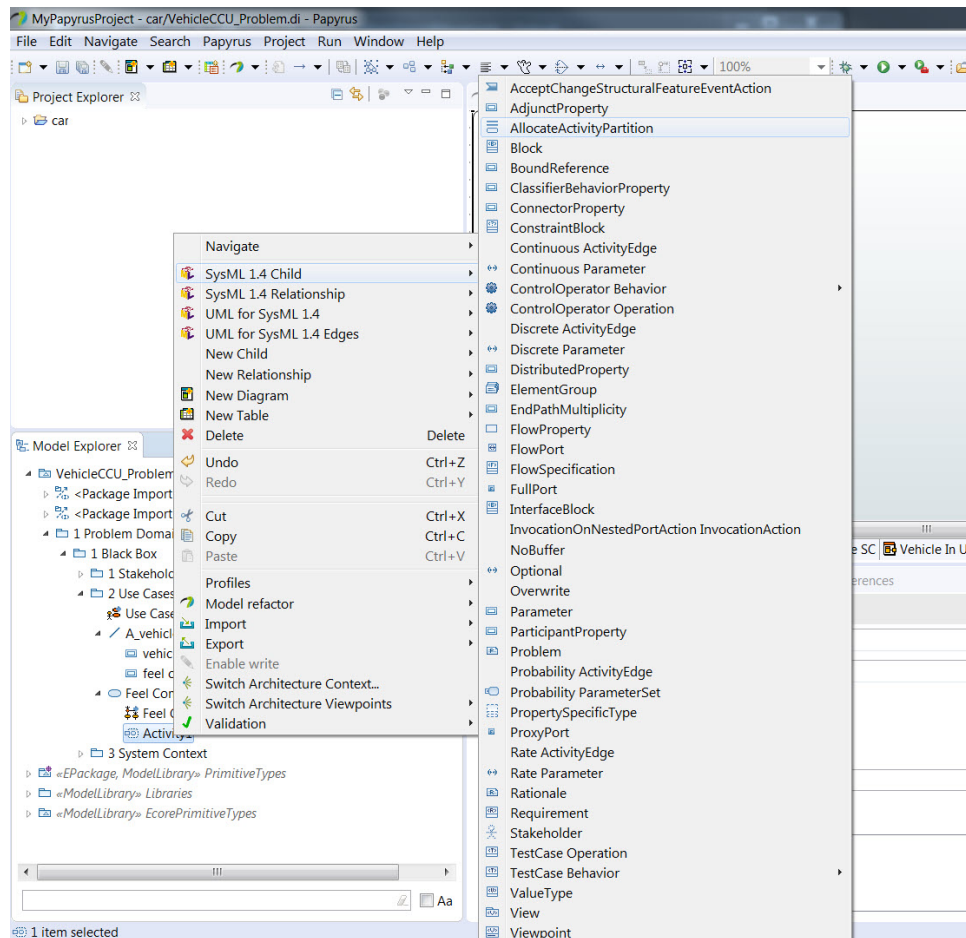 MyPapyrusProject - car/VehicleCCU_Problem.di - Papyrus
File Edit Navigate Search Papyrus Project Run Window Help
100%
Project Explorer
car
Navigate
SysML 1.4 Child
SysML 1.4 Relationship
UML for SysML 1.4
UML for SysML 1.4 Edges
New Child
New Relationship
New Diagram
New Table
Delete Delete
Undo Ctrl+Z
Redo Ctrl+Y
Cut Ctrl+X
Copy Ctrl+C
Paste Ctrl+V
Profiles
Model refactor
Import
Export
Enable write
Switch Architecture Context...
Switch Architecture Viewpoints
Validation
AcceptChangeStructuralFeatureEventAction
AdjunctProperty
AllocateActivityPartition
Block
BoundReference
ClassifierBehaviorProperty
ConnectorProperty
ConstraintBlock
Continuous ActivityEdge
Continuous Parameter
ControlOperator Behavior
ControlOperator Operation
Discrete ActivityEdge
Discrete Parameter
DistributedProperty
ElementGroup
EndPathMultiplicity
FlowProperty
FlowPort
FlowSpecification
FullPort
InterfaceBlock
InvocationOnNestedPortAction InvocationAction
NoBuffer
Optional
Overwrite
Parameter
ParticipantProperty
Problem
Probability ActivityEdge
Probability ParameterSet
PropertySpecificType
ProxyPort
Rate ActivityEdge
Rate Parameter
Rationale
Requirement
Stakeholder
TestCase Operation
TestCase Behavior
ValueType
View
Viewpoint
Model Explorer
VehicleCCU_Problem
<Package Import
<Package Import
1 Problem Domai
1 Black Box
1 Stakehold
2 Use Cases
Use Case
A_vehicl
vehic
feel c
Feel Con
Feel C
Activity1
3 System Context
«EPackage, ModelLibrary» PrimitiveTypes
«ModelLibrary» Libraries
«ModelLibrary» EcorePrimitiveTypes
Aa
1 item selected
e SC Vehicle In U
erences